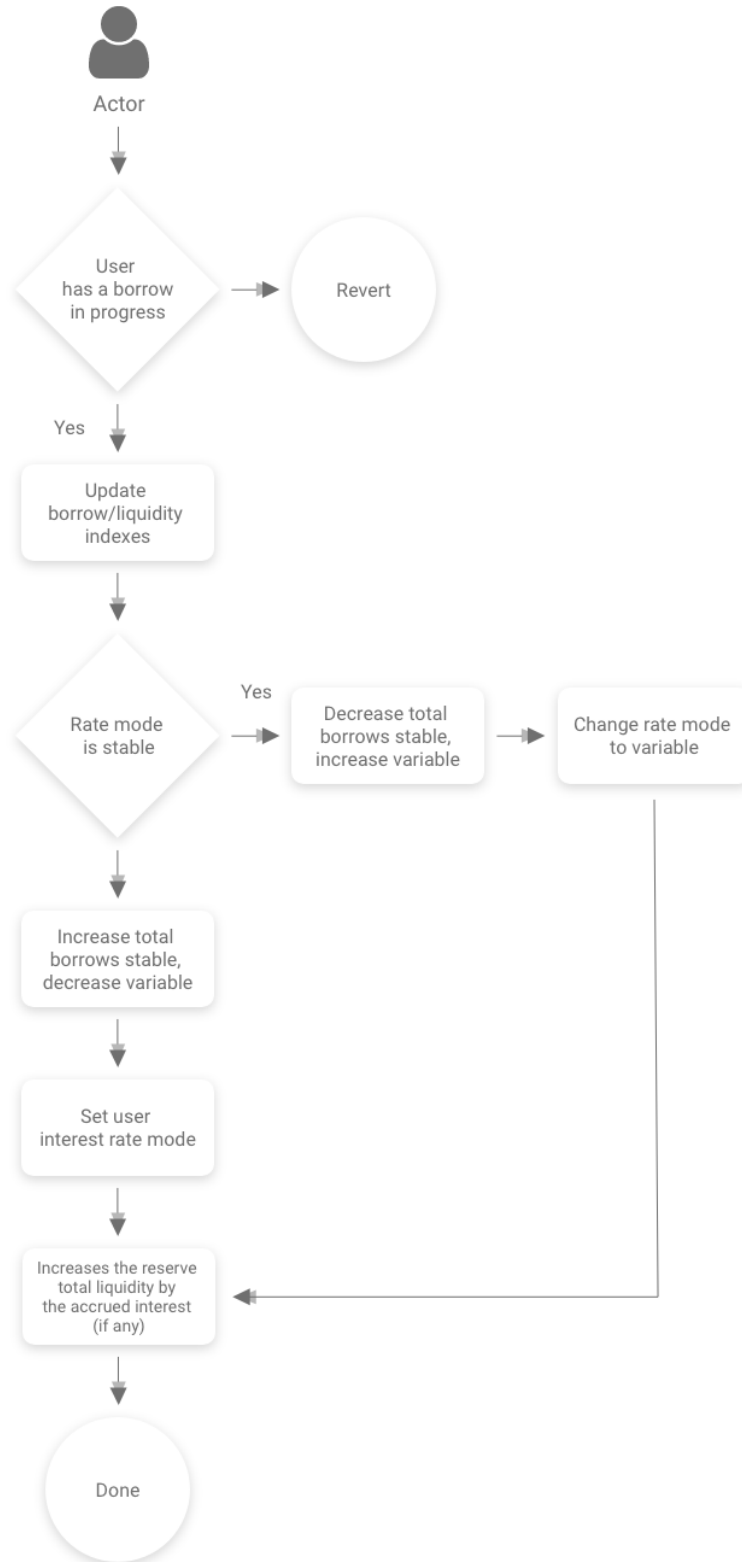 Actor
User
has a borrow
in progress
Revert
Yes
Update
borrow/liquidity
indexes
Rate mode
is stable
Yes
Decrease total
borrows stable,
increase variable
Change rate mode
to variable
Increase total
borrows stable,
decrease variable
Set user
interest rate mode
Increases the reserve
total liquidity by
the accrued interest
(if any)
Done